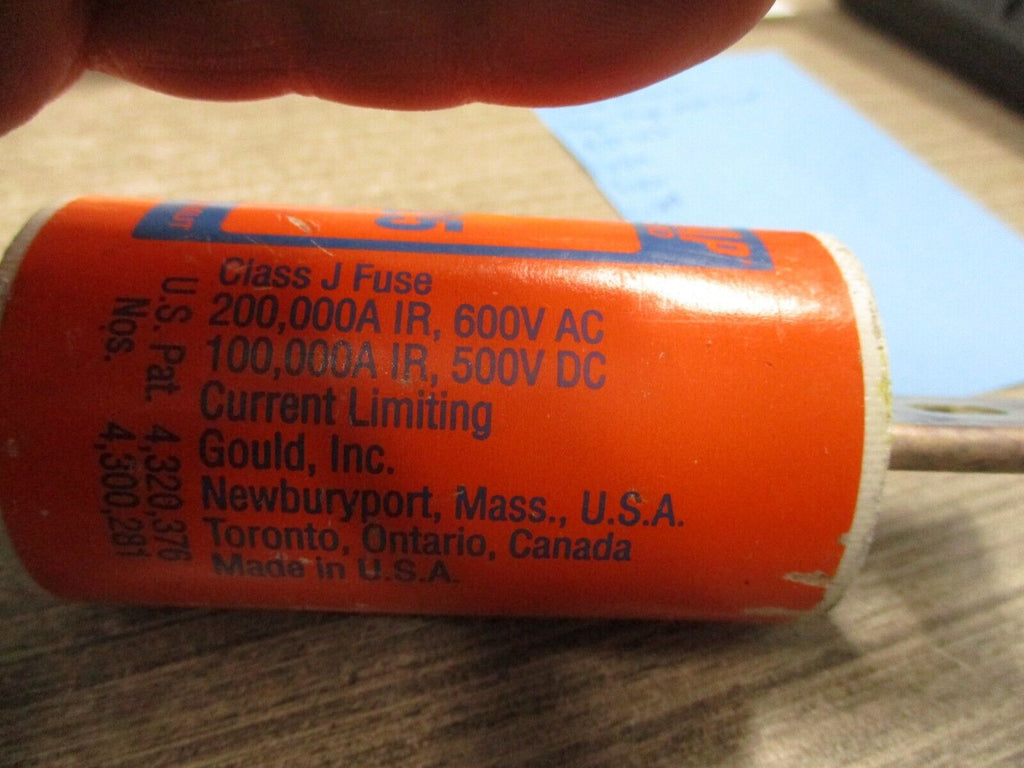 Class J Fuse
200,000A IR, 600V AC
100,000A IR, 500V DC
Current Limiting
Gould, Inc.
Newburyport, Mass., U.S.A.
Toronto, Ontario, Canada
Made in U.S.A.
U.S. Pat. 4,320,376
Nos. 4,300,281